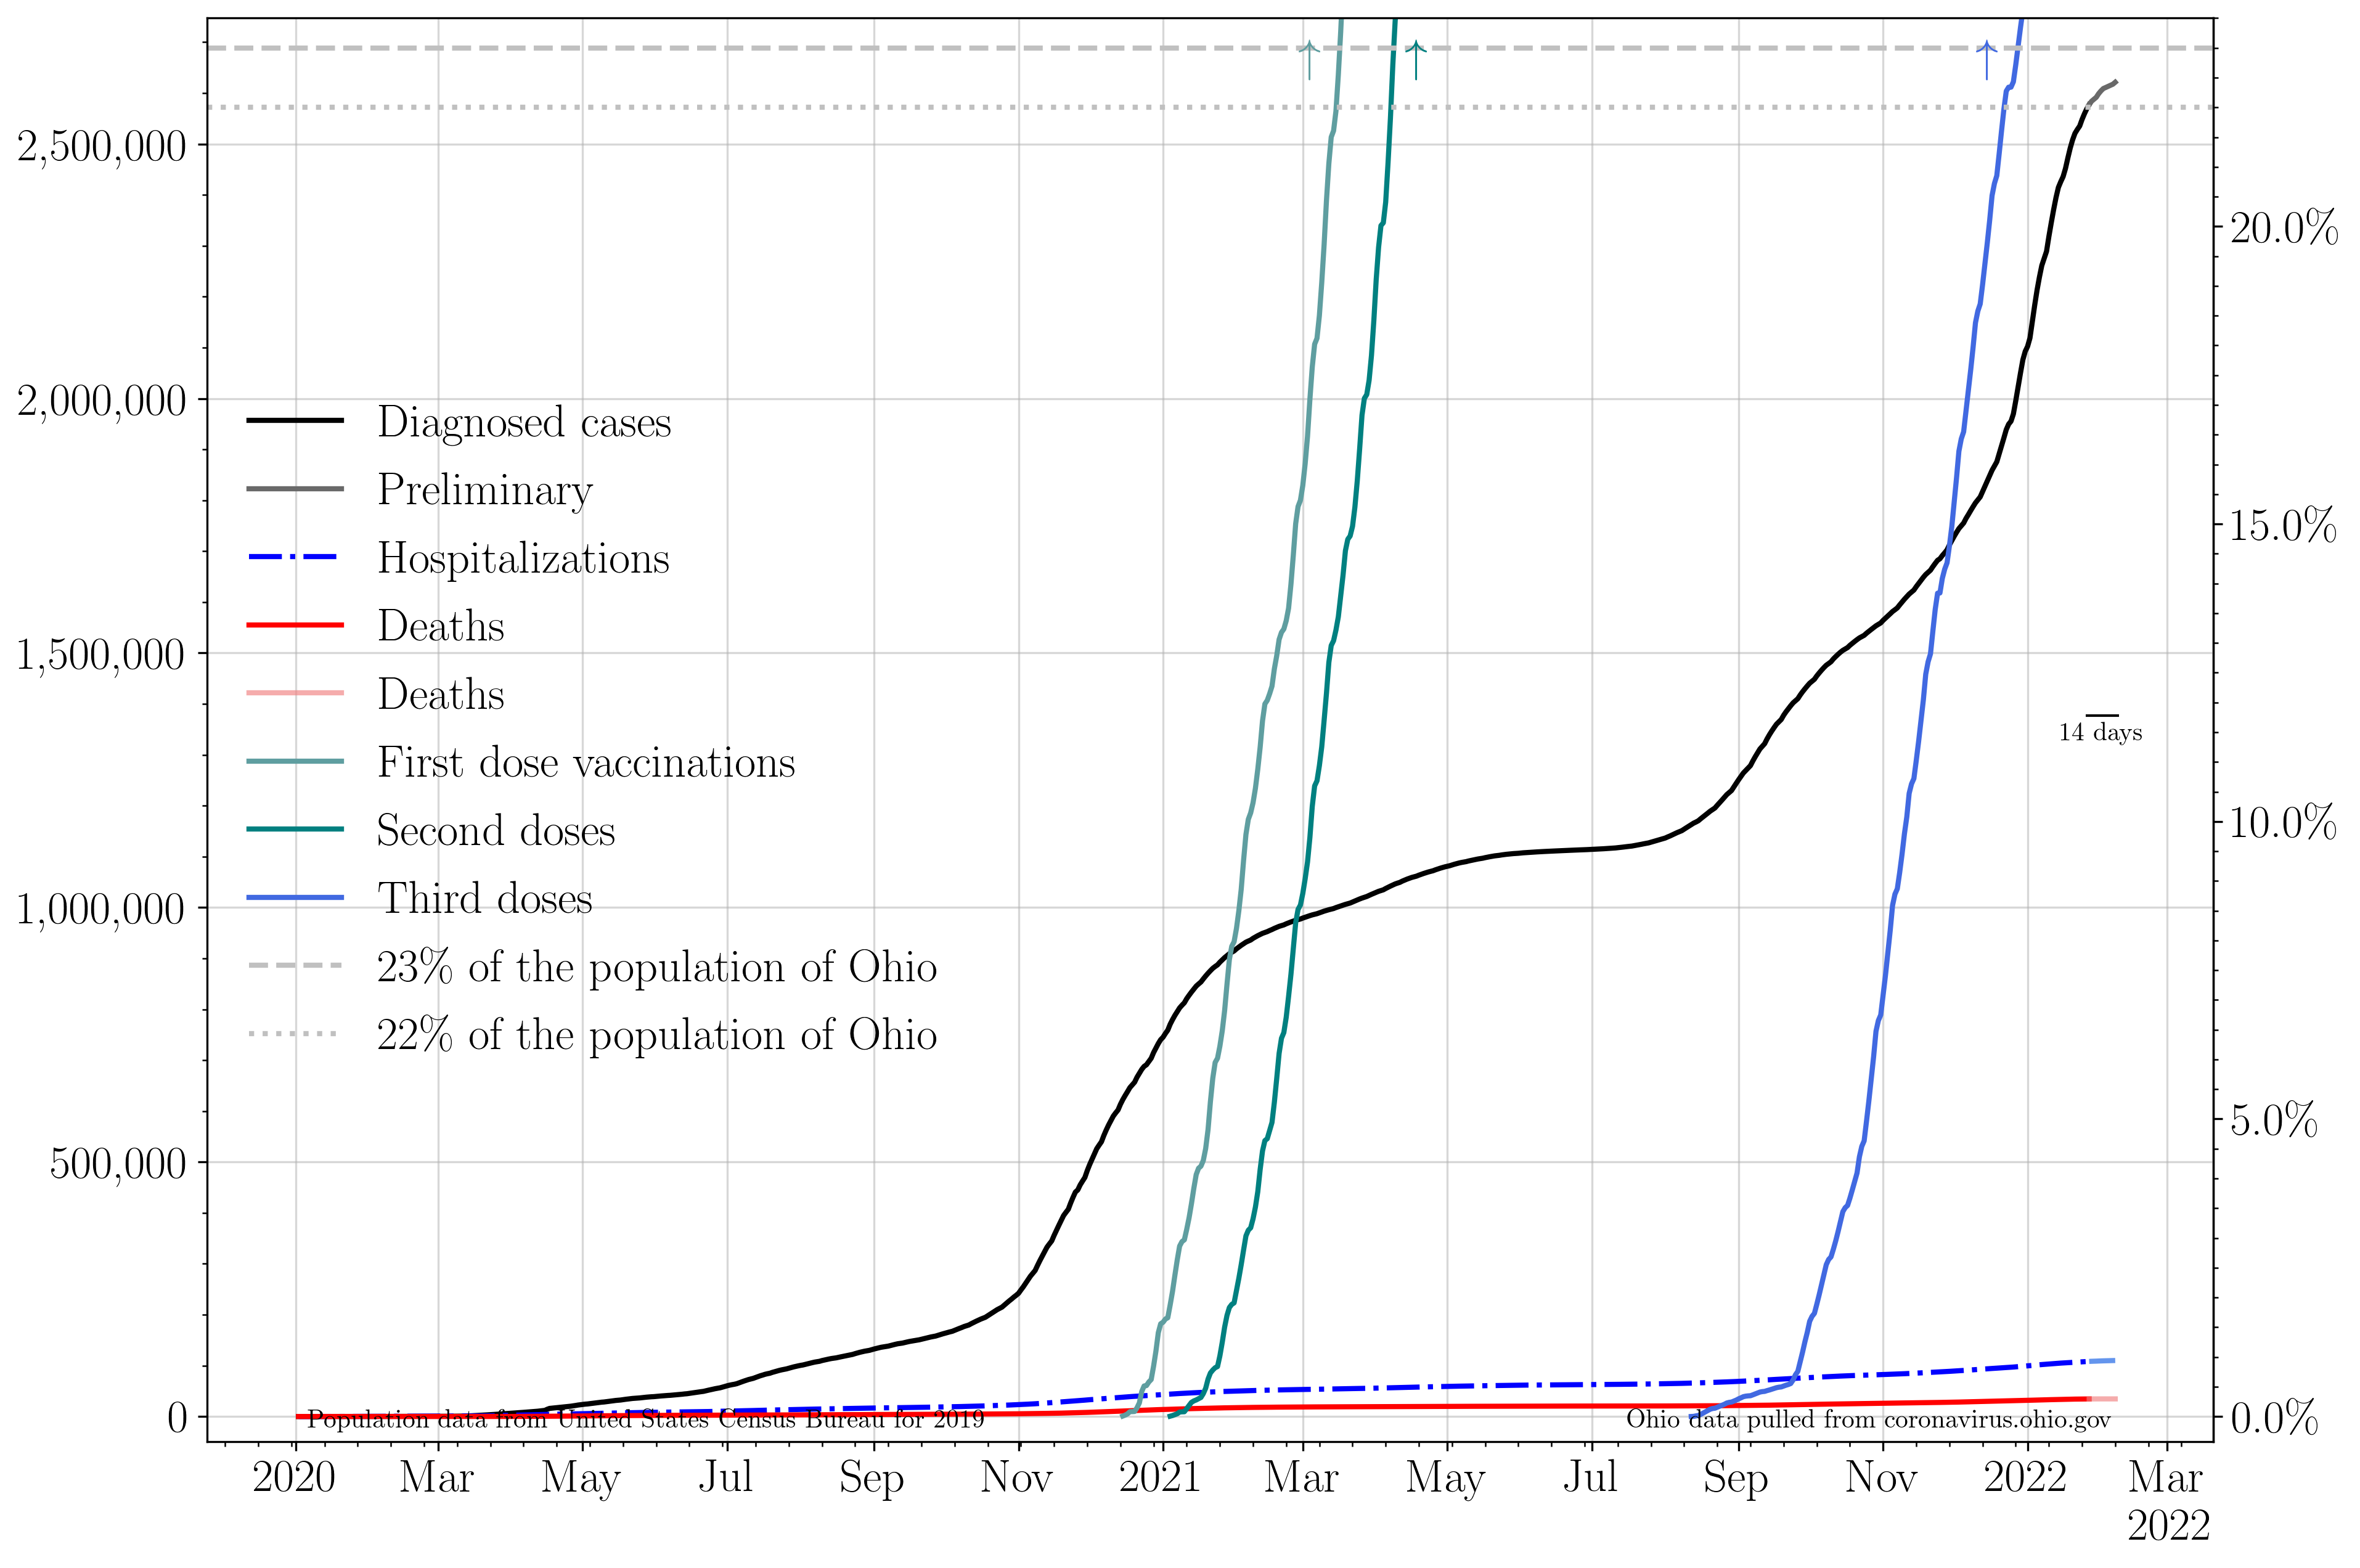 2,500,000
2,000,000
1,500,000
1,000,000
500,000
0
Diagnosed cases
Preliminary
Hospitalizations
Deaths
Deaths
First dose vaccinations
Second doses
Third doses
23% of the population of Ohio
22% of the population of Ohio
14 days
20.0%
15.0%
10.0%
5.0%
0.0%
Population data from United States Census Bureau for 2019
Ohio data pulled from coronavirus.ohio.gov
2020 Mar May Jul Sep Nov 2021 Mar May Jul Sep Nov 2022 Mar
2022